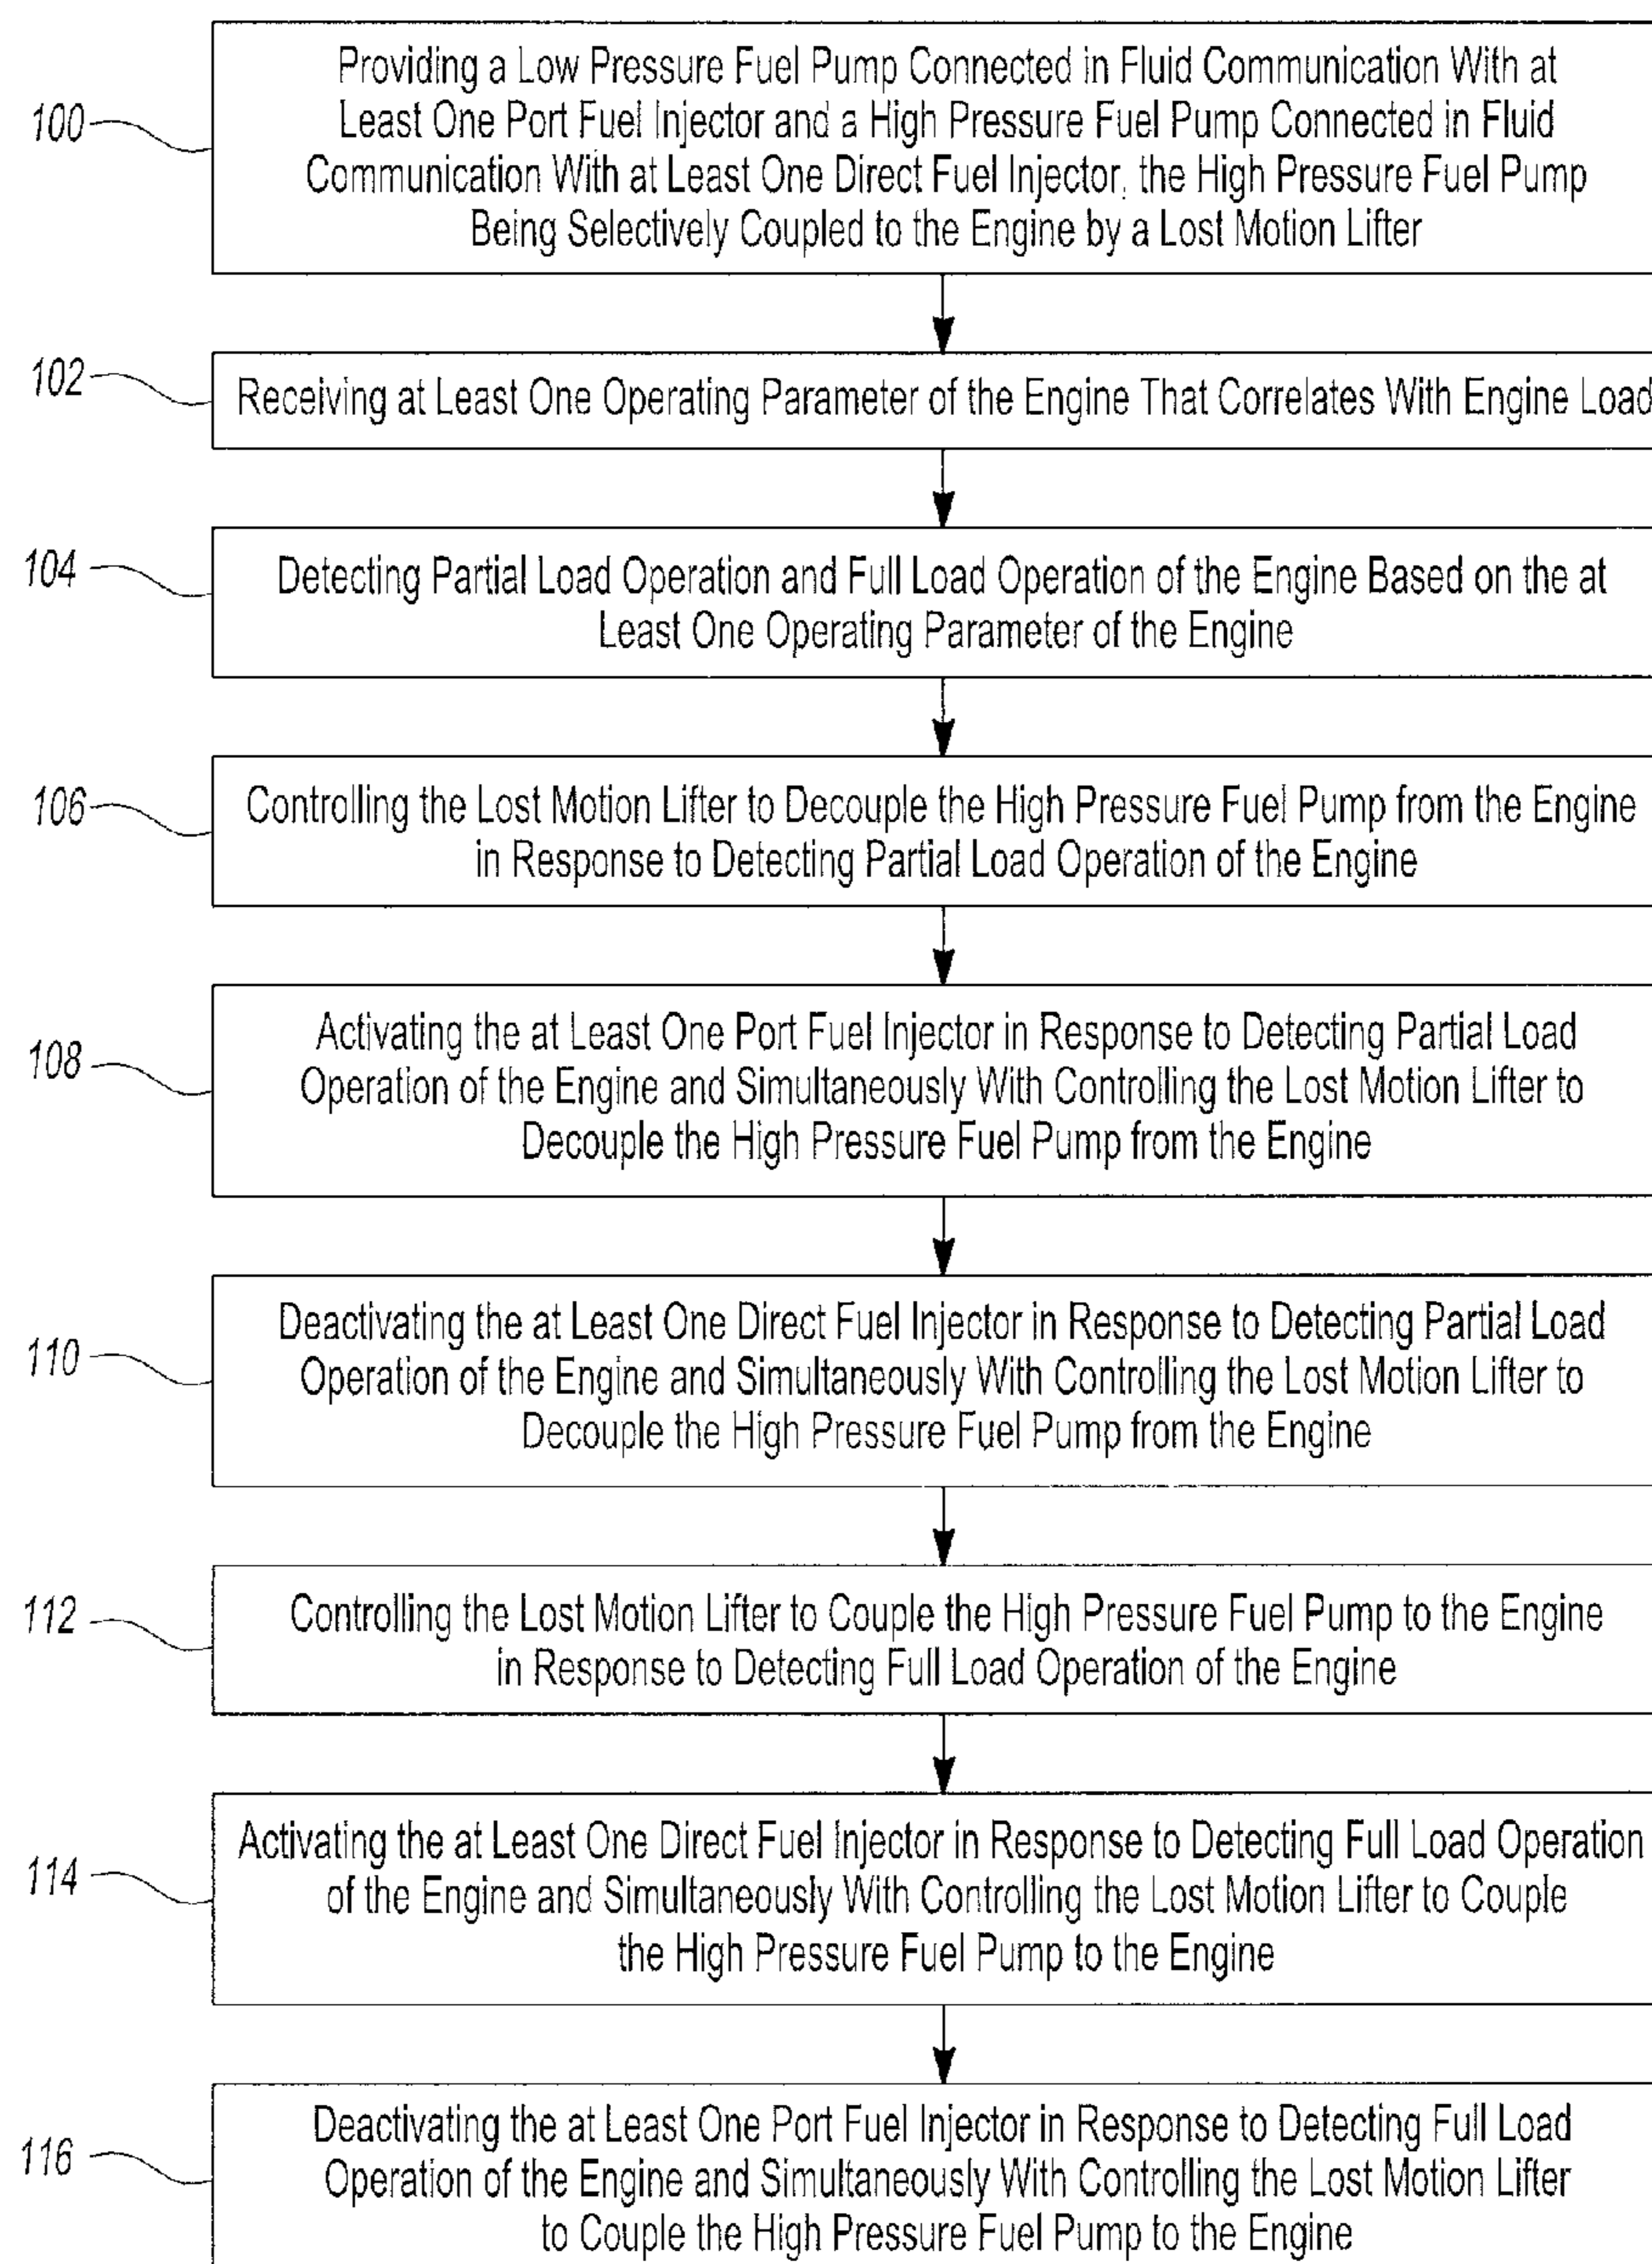 100
Providing a Low Pressure Fuel Pump Connected in Fluid Communication With at
Least One Port Fuel Injector and a High Pressure Fuel Pump Connected in Fluid
Communication With at Least One Direct Fuel Injector, the High Pressure Fuel Pump
Being Selectively Coupled to the Engine by a Lost Motion Lifter
102
Receiving at Least One Operating Parameter of the Engine That Correlates With Engine Load
104
Detecting Partial Load Operation and Full Load Operation of the Engine Based on the at
Least One Operating Parameter of the Engine
106
Controlling the Lost Motion Lifter to Decouple the High Pressure Fuel Pump from the Engine
in Response to Detecting Partial Load Operation of the Engine
108
Activating the at Least One Port Fuel Injector in Response to Detecting Partial Load
Operation of the Engine and Simultaneously With Controlling the Lost Motion Lifter to
Decouple the High Pressure Fuel Pump from the Engine
110
Deactivating the at Least One Direct Fuel Injector in Response to Detecting Partial Load
Operation of the Engine and Simultaneously With Controlling the Lost Motion Lifter to
Decouple the High Pressure Fuel Pump from the Engine
112
Controlling the Lost Motion Lifter to Couple the High Pressure Fuel Pump to the Engine
in Response to Detecting Full Load Operation of the Engine
114
Activating the at Least One Direct Fuel Injector in Response to Detecting Full Load Operation
of the Engine and Simultaneously With Controlling the Lost Motion Lifter to Couple
the High Pressure Fuel Pump to the Engine
116
Deactivating the at Least One Port Fuel Injector in Response to Detecting Full Load
Operation of the Engine and Simultaneously With Controlling the Lost Motion Lifter
to Couple the High Pressure Fuel Pump to the Engine